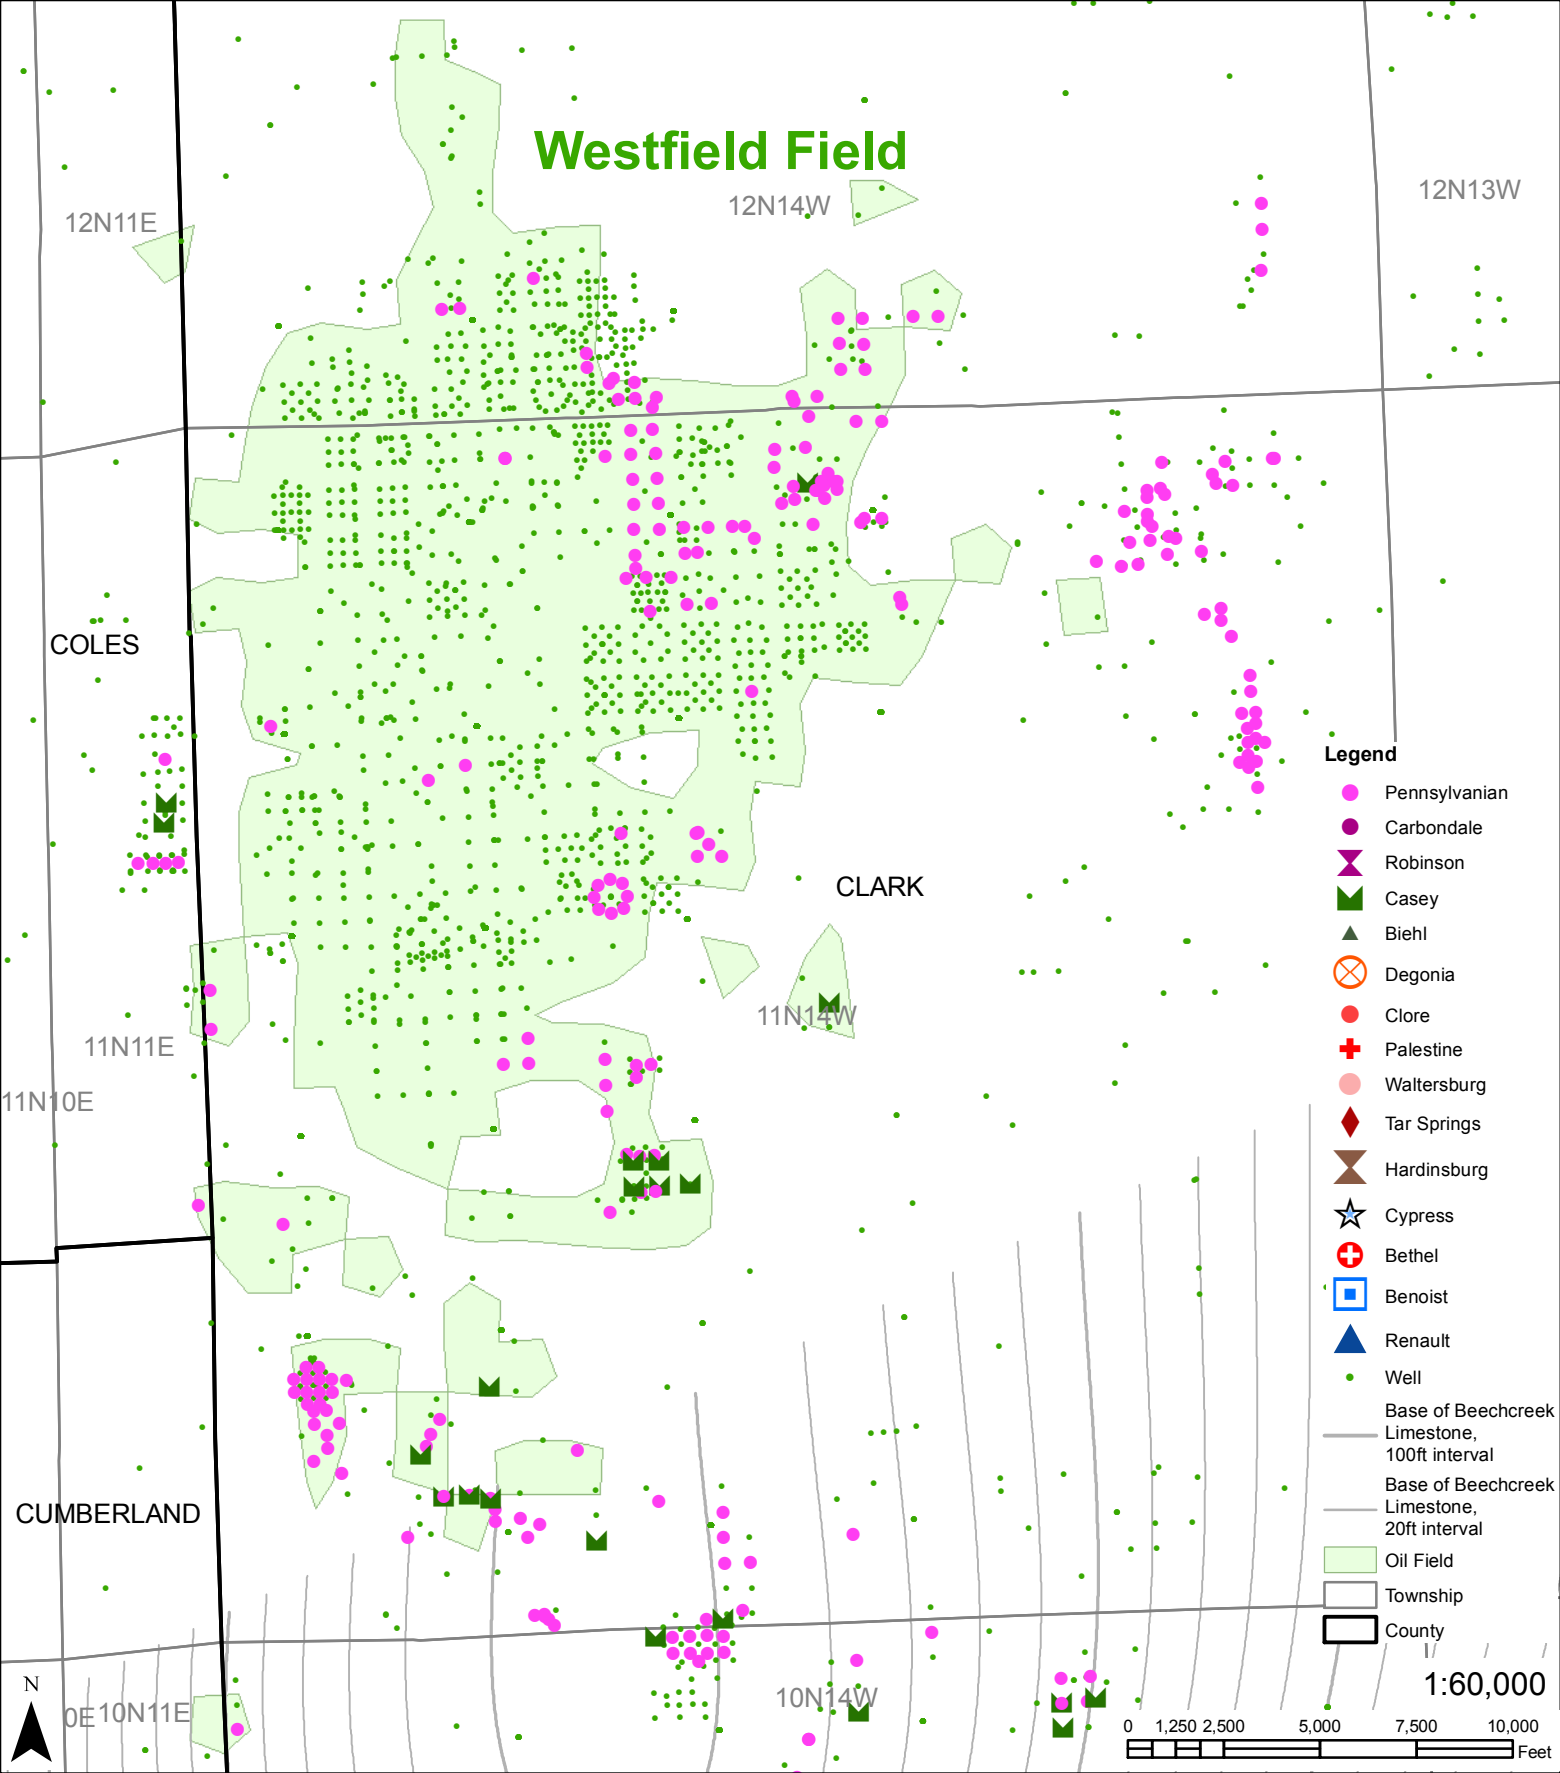 Westfield Field
12N14W
12N13W
12N11E
COLES
CLARK
11N14W
11N11E
11N10E
CUMBERLAND
10N14W
0E
10N11E
N
Legend
Pennsylvanian
Carbondale
Robinson
Casey
Biehl
Degonia
Clore
Palestine
Waltersburg
Tar Springs
Hardinsburg
Cypress
Bethel
Benoist
Renault
Well
Base of Beechcreek
Limestone,
100ft interval
Base of Beechcreek
Limestone,
20ft interval
Oil Field
Township
County
1:60,000
0 1,250 2,500 5,000 7,500 10,000
Feet